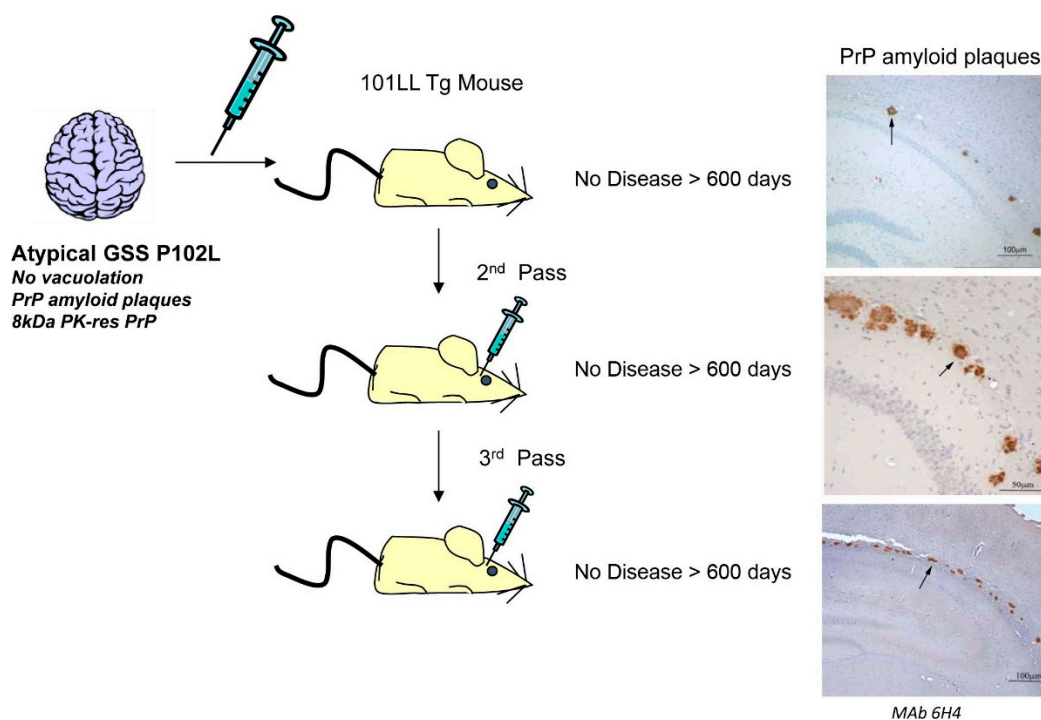 PrP amyloid plaques
101LL Tg Mouse
100μm
No Disease > 600 days
Atypical GSS P102L
No vacuolation
PrP amyloid plaques
8kDa PK-res PrP
2nd Pass
No Disease > 600 days
50μm
3rd Pass
No Disease > 600 days
100μm
MAb 6H4